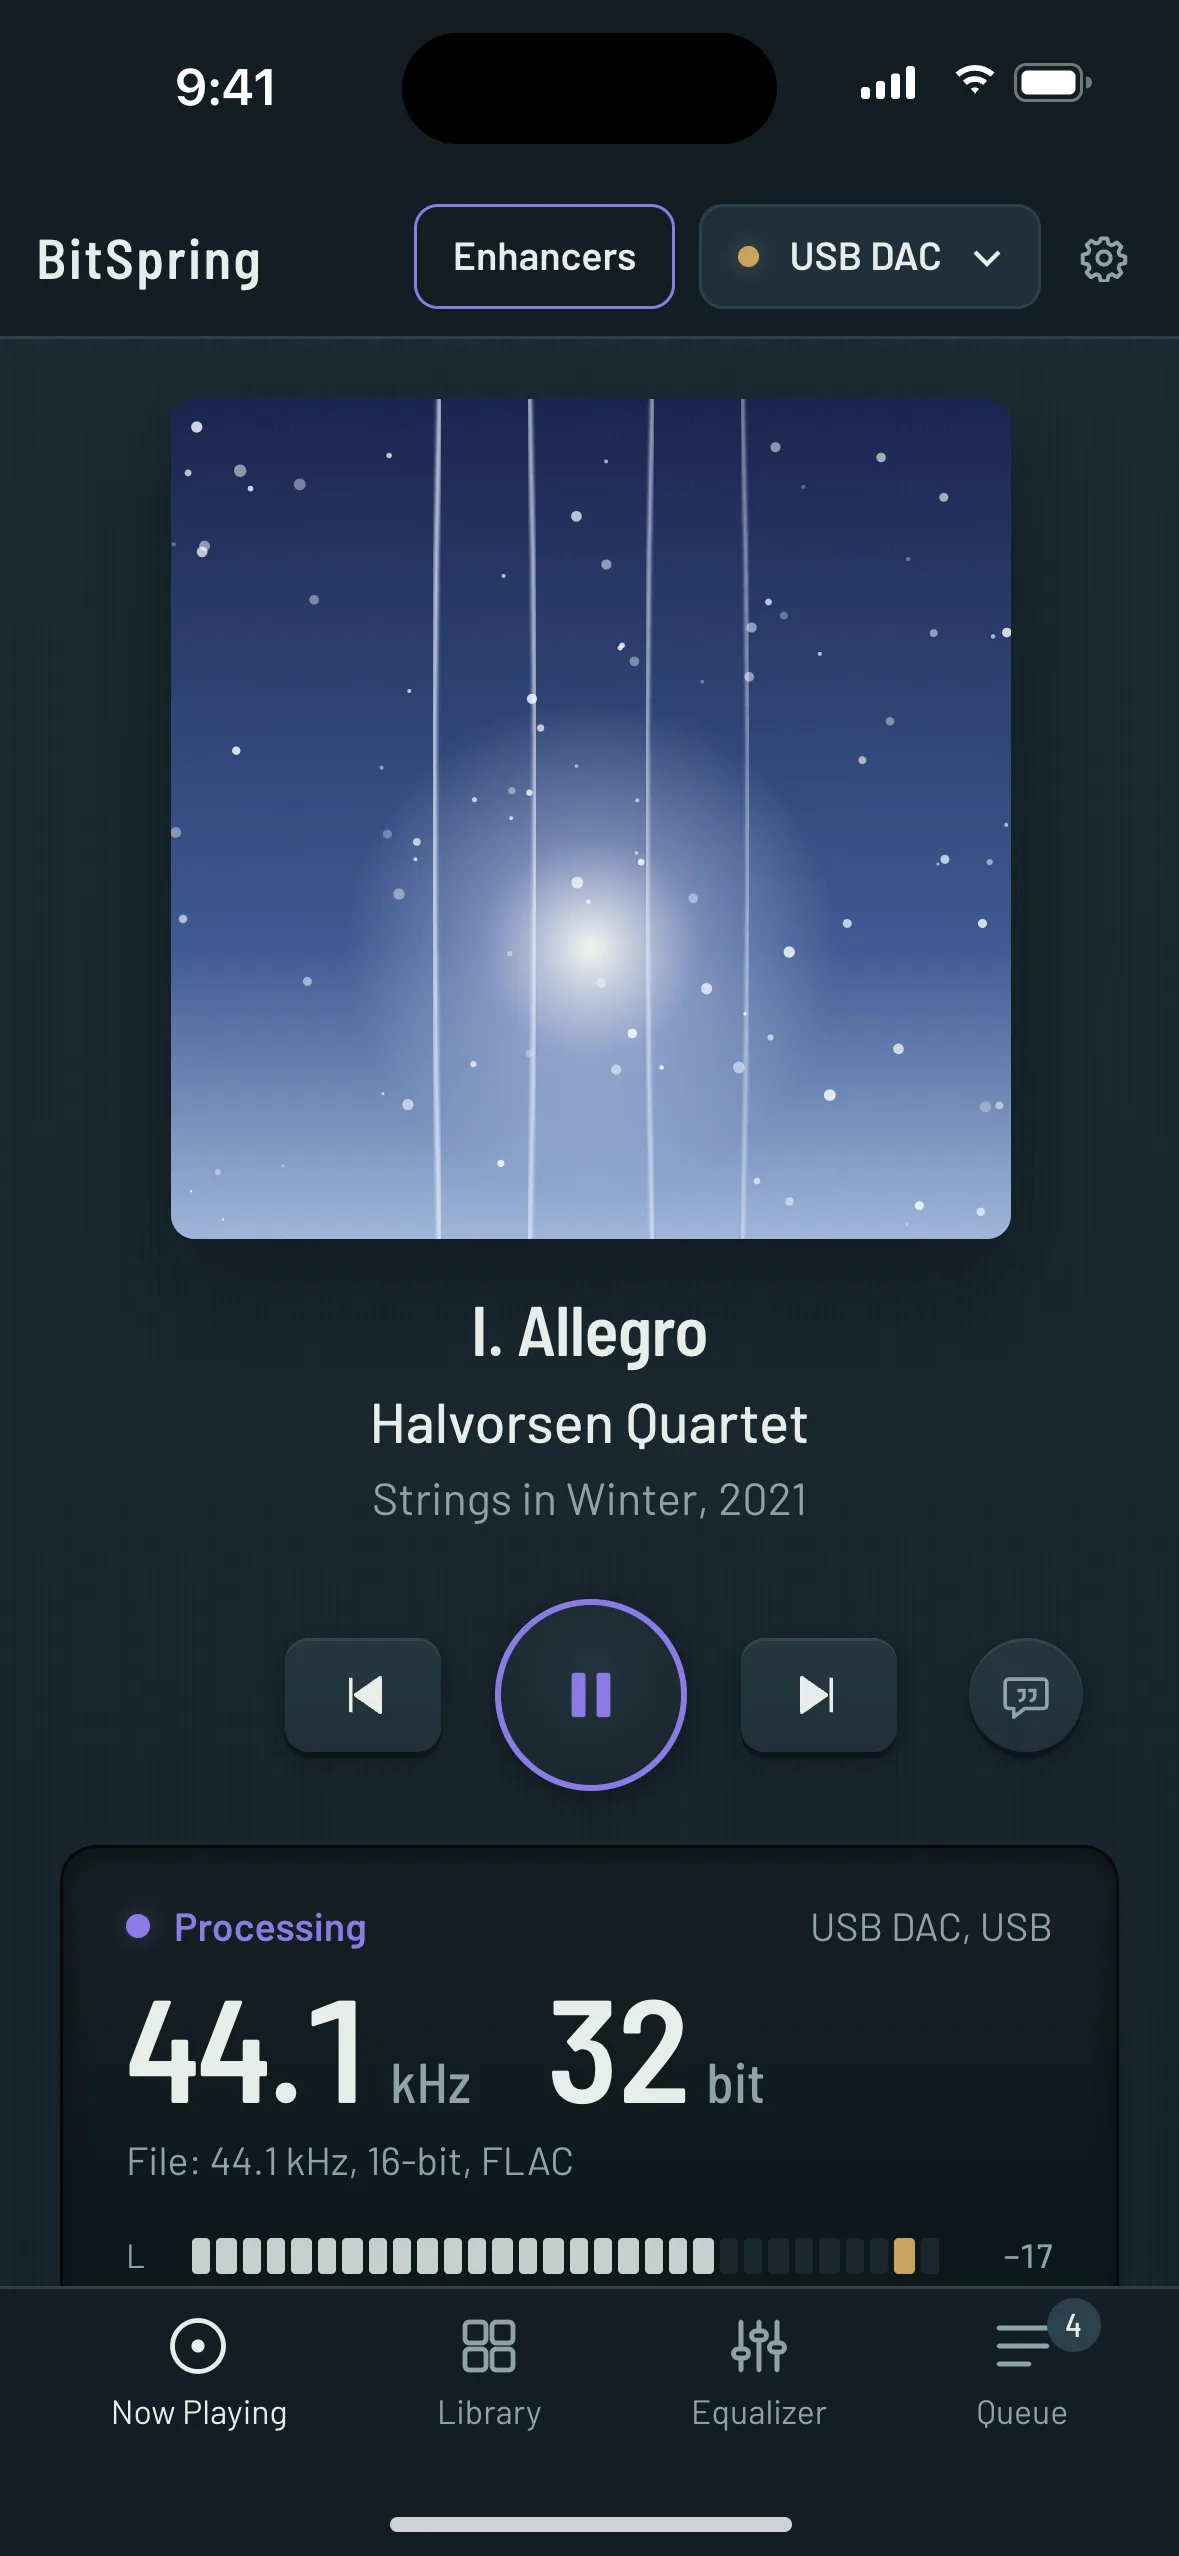 9:41
BitSpring
Enhancers
USB DAC
I. Allegro
Halvorsen Quartet
Strings in Winter, 2021
Processing
USB DAC, USB
44.1 kHz 32 bit
File: 44.1 kHz, 16-bit, FLAC
L
−17
4
Now Playing
Library
Equalizer
Queue